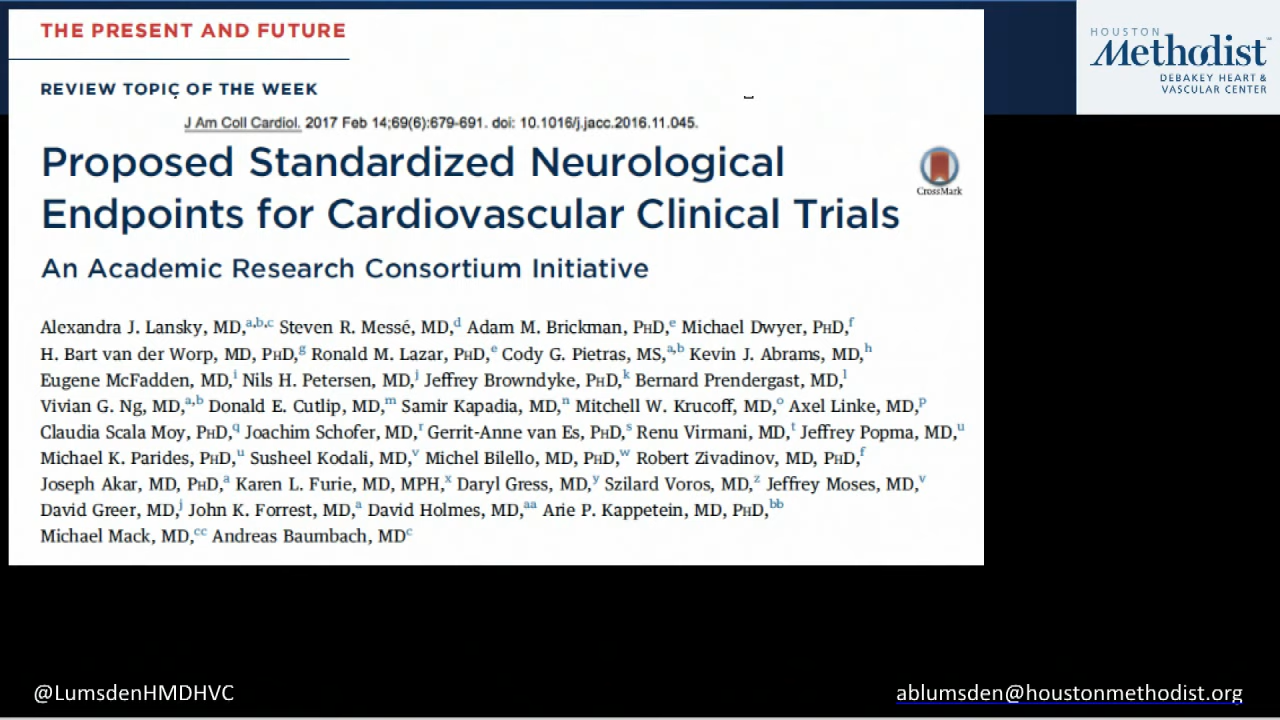 THE PRESENT AND FUTURE
HOUSTON
Methodist
DEBAKEY HEART &
VASCULAR CENTER
REVIEW TOPIC OF THE WEEK
J Am Coll Cardiol. 2017 Feb 14;69(6):679-691. doi: 10.1016/j.jacc.2016.11.045.
Proposed Standardized Neurological
Endpoints for Cardiovascular Clinical Trials
CrossMark
An Academic Research Consortium Initiative
Alexandra J. Lansky, MD,a,b,c Steven R. Messé, MD,d Adam M. Brickman, PhD,e Michael Dwyer, PhD,f
H. Bart van der Worp, MD, PhD,g Ronald M. Lazar, PhD,e Cody G. Pietras, MS,a,b Kevin J. Abrams, MD,h
Eugene McFadden, MD,i Nils H. Petersen, MD,j Jeffrey Browndyke, PhD,k Bernard Prendergast, MD,l
Vivian G. Ng, MD,a,b Donald E. Cutlip, MD,m Samir Kapadia, MD,n Mitchell W. Krucoff, MD,o Axel Linke, MD,p
Claudia Scala Moy, PhD,q Joachim Schofer, MD,r Gerrit-Anne van Es, PhD,s Renu Virmani, MD,t Jeffrey Popma, MD,u
Michael K. Parides, PhD,u Susheel Kodali, MD,v Michel Bilello, MD, PhD,w Robert Zivadinov, MD, PhD,f
Joseph Akar, MD, PhD,a Karen L. Furie, MD, MPH,x Daryl Gress, MD,y Szilard Voros, MD,z Jeffrey Moses, MD,v
David Greer, MD,j John K. Forrest, MD,a David Holmes, MD,aa Arie P. Kappetein, MD, PhD,bb
Michael Mack, MD,cc Andreas Baumbach, MDc
@LumsdenHMDHVC
ablumsden@houstonmethodist.org